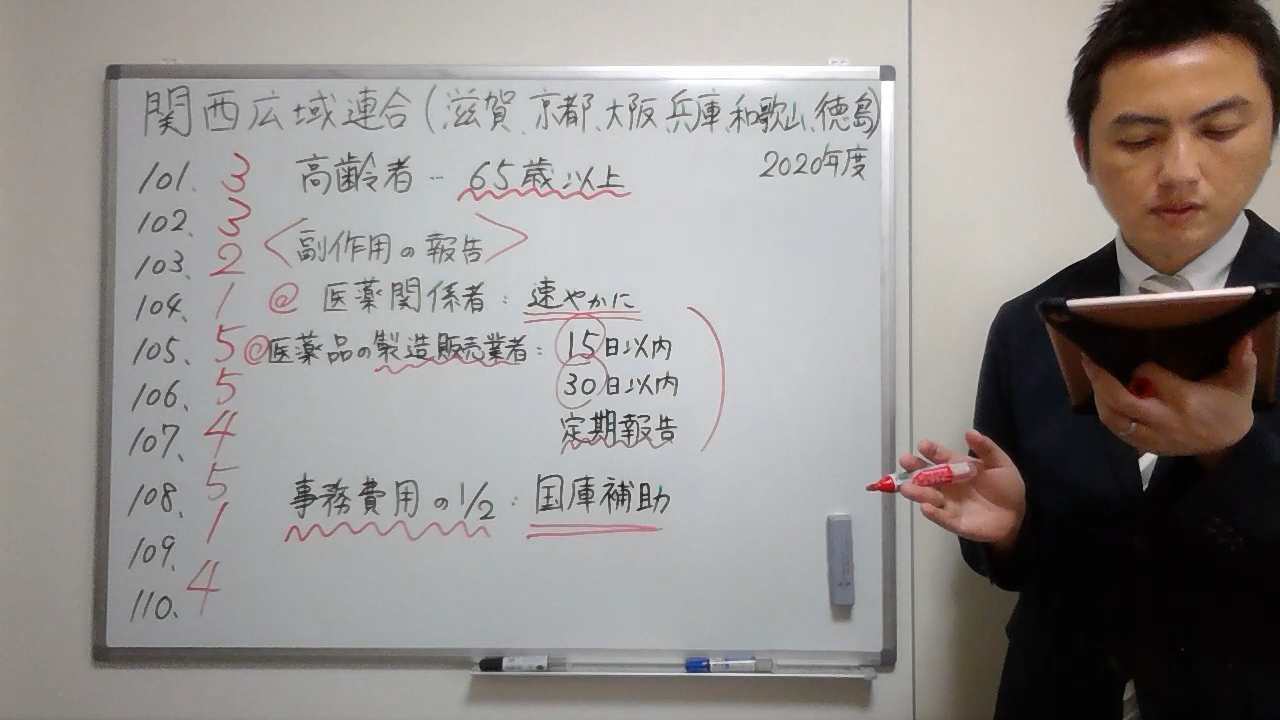 関西広域連合(滋賀、京都、大阪、兵庫、和歌山、徳島)
2020年度
101. 3 高齢者… 65歳以上
102. 3
<副作用の報告>
103. 2
104. 1 @ 医薬関係者: 速やかに
105. 5 @医薬品の製造販売業者: 15日以内
106. 5 30日以内
107. 4 定期報告
108. 5 事務費用の1/2: 国庫補助
109. 1
110. 4